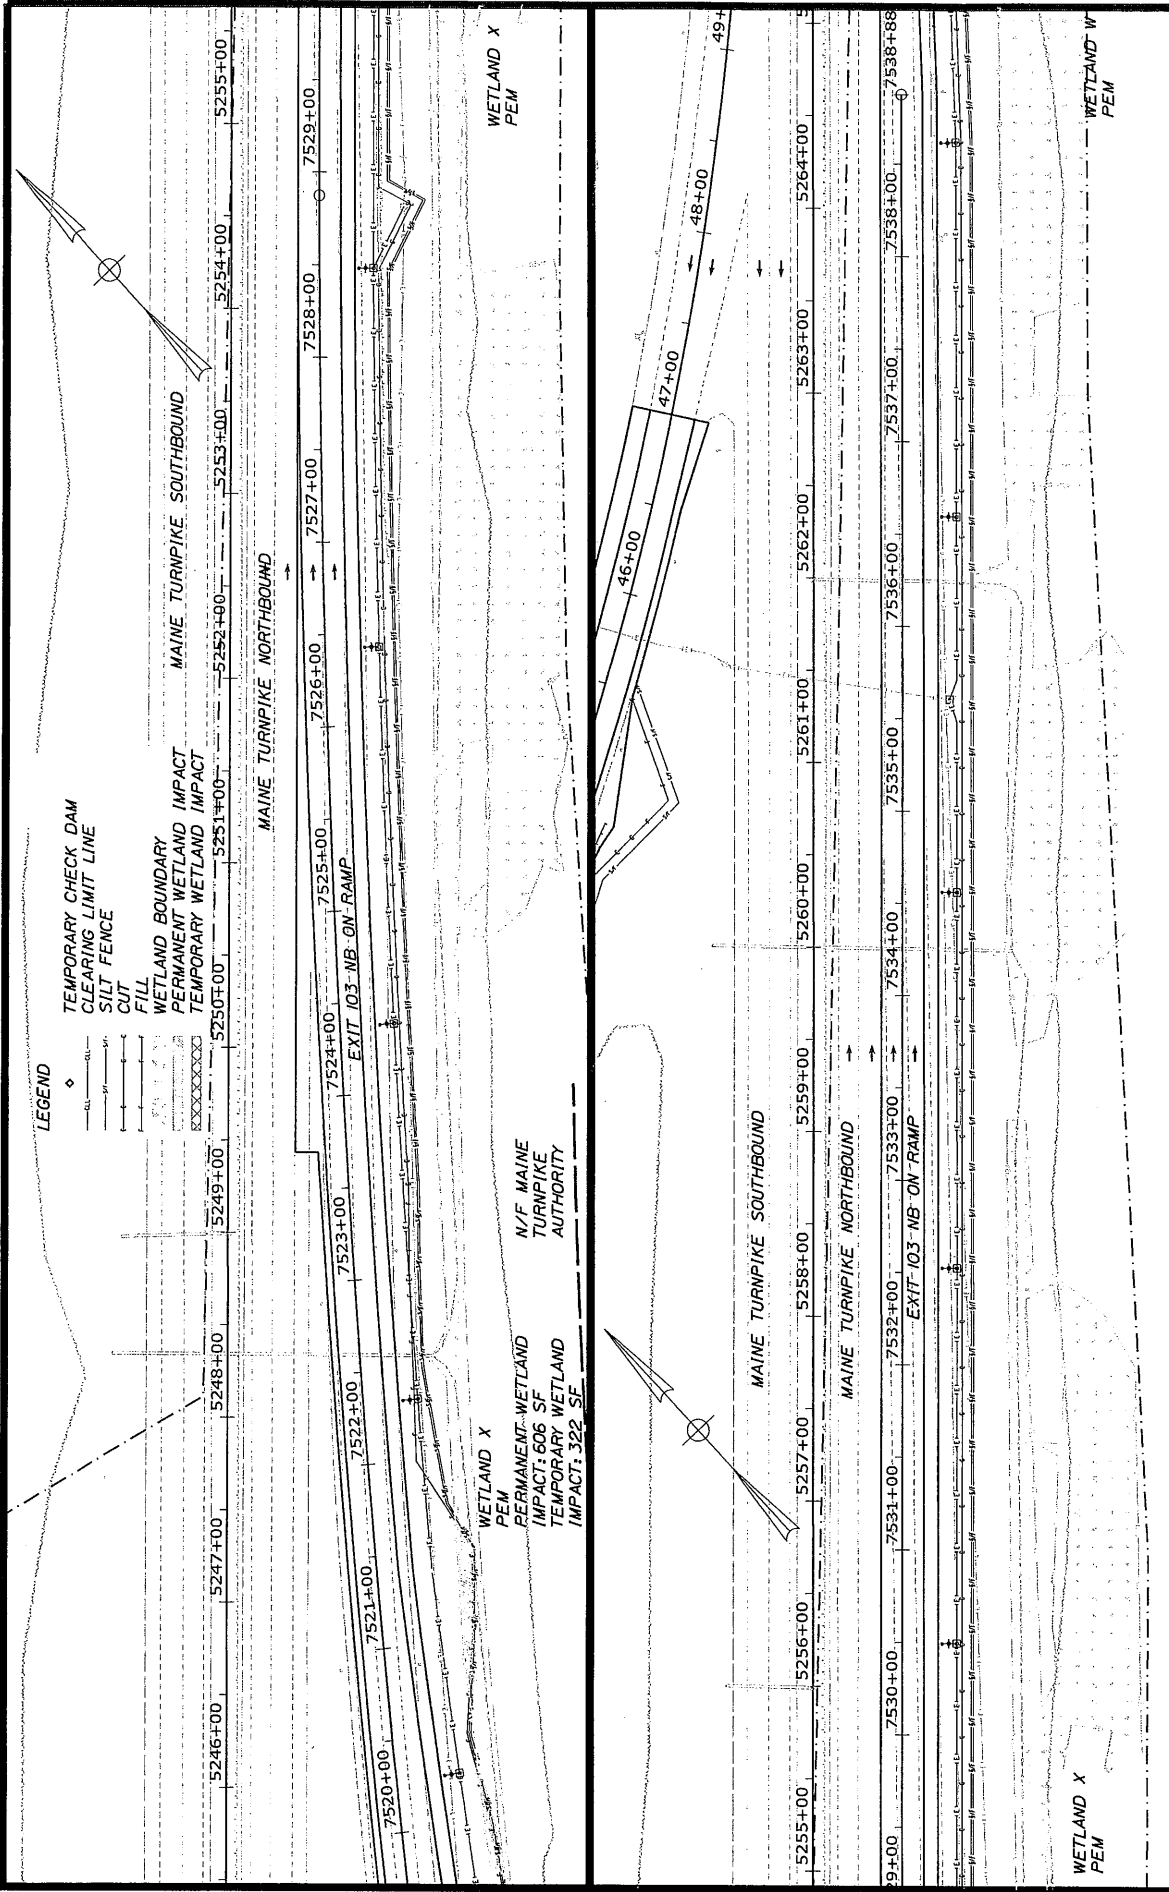 LEGEND
TEMPORARY CHECK DAM
CLEARING LIMIT LINE
SILT FENCE
CUT
FILL
WETLAND BOUNDARY
PERMANENT WETLAND IMPACT
TEMPORARY WETLAND IMPACT
MAINE TURNPIKE SOUTHBOUND
5246+00
5247+00
5248+00
5249+00
5250+00
5251+00
5252+00
5253+00
5254+00
5255+00
MAINE TURNPIKE NORTHBOUND
7520+00
7521+00
7522+00
7523+00
7524+00
7525+00
7526+00
7527+00
7528+00
7529+00
EXIT 103 NB ON RAMP
WETLAND X
PEM
WETLAND X
PEM
PERMANENT WETLAND
IMPACT: 606 SF
TEMPORARY WETLAND
IMPACT: 322 SF
N/F MAINE
TURNPIKE
AUTHORITY
46+00
47+00
48+00
49+
MAINE TURNPIKE SOUTHBOUND
5255+00
5256+00
5257+00
5258+00
5259+00
5260+00
5261+00
5262+00
5263+00
5264+00
MAINE TURNPIKE NORTHBOUND
29+00
7530+00
7531+00
7532+00
7533+00
7534+00
7535+00
7536+00
7537+00
7538+00
7538+88
EXIT 103 NB ON RAMP
WETLAND X
PEM
WETLAND W
PEM